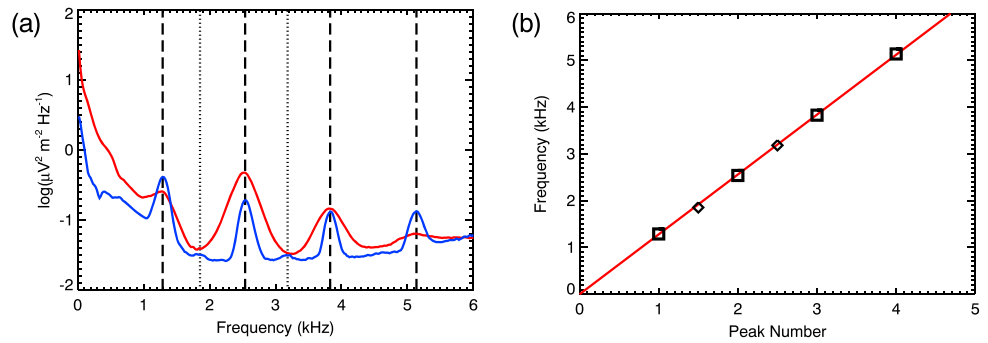 (a)
2
1
0
-1
-2
log(μV² m⁻² Hz⁻¹)
0 1 2 3 4 5 6
Frequency (kHz)
(b)
6
5
4
3
2
1
0
Frequency (kHz)
0 1 2 3 4 5
Peak Number